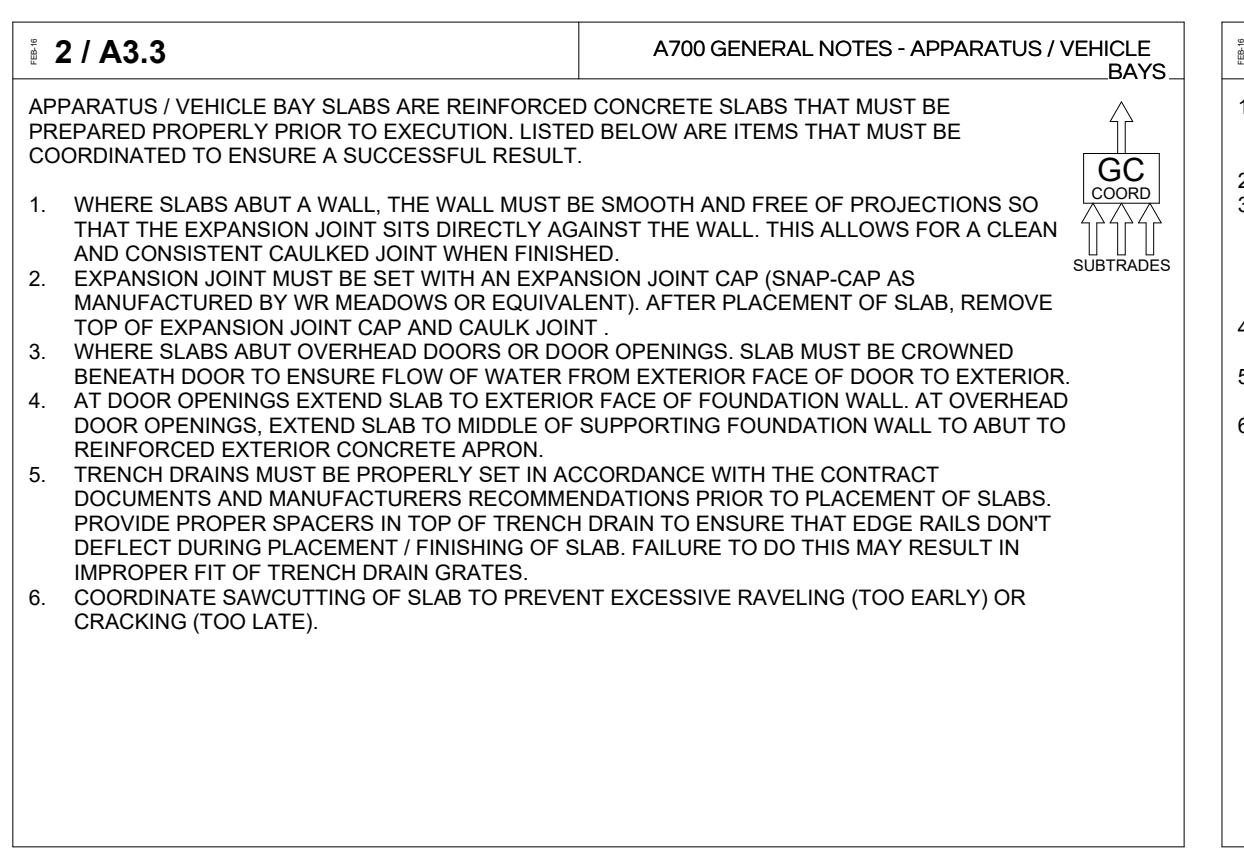 FEB-16
2 / A3.3
A700 GENERAL NOTES - APPARATUS / VEHICLE
BAYS
APPARATUS / VEHICLE BAY SLABS ARE REINFORCED CONCRETE SLABS THAT MUST BE
PREPARED PROPERLY PRIOR TO EXECUTION. LISTED BELOW ARE ITEMS THAT MUST BE
COORDINATED TO ENSURE A SUCCESSFUL RESULT.
GC
COORD
SUBTRADES
1. WHERE SLABS ABUT A WALL, THE WALL MUST BE SMOOTH AND FREE OF PROJECTIONS SO
THAT THE EXPANSION JOINT SITS DIRECTLY AGAINST THE WALL. THIS ALLOWS FOR A CLEAN
AND CONSISTENT CAULKED JOINT WHEN FINISHED.
2. EXPANSION JOINT MUST BE SET WITH AN EXPANSION JOINT CAP (SNAP-CAP AS
MANUFACTURED BY WR MEADOWS OR EQUIVALENT). AFTER PLACEMENT OF SLAB, REMOVE
TOP OF EXPANSION JOINT CAP AND CAULK JOINT .
3. WHERE SLABS ABUT OVERHEAD DOORS OR DOOR OPENINGS. SLAB MUST BE CROWNED
BENEATH DOOR TO ENSURE FLOW OF WATER FROM EXTERIOR FACE OF DOOR TO EXTERIOR.
4. AT DOOR OPENINGS EXTEND SLAB TO EXTERIOR FACE OF FOUNDATION WALL. AT OVERHEAD
DOOR OPENINGS, EXTEND SLAB TO MIDDLE OF SUPPORTING FOUNDATION WALL TO ABUT TO
REINFORCED EXTERIOR CONCRETE APRON.
5. TRENCH DRAINS MUST BE PROPERLY SET IN ACCORDANCE WITH THE CONTRACT
DOCUMENTS AND MANUFACTURERS RECOMMENDATIONS PRIOR TO PLACEMENT OF SLABS.
PROVIDE PROPER SPACERS IN TOP OF TRENCH DRAIN TO ENSURE THAT EDGE RAILS DON'T
DEFLECT DURING PLACEMENT / FINISHING OF SLAB. FAILURE TO DO THIS MAY RESULT IN
IMPROPER FIT OF TRENCH DRAIN GRATES.
6. COORDINATE SAWCUTTING OF SLAB TO PREVENT EXCESSIVE RAVELING (TOO EARLY) OR
CRACKING (TOO LATE).
FEB-16